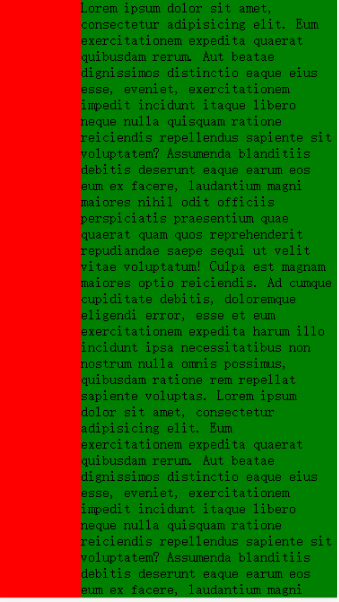 Lorem ipsum dolor sit amet,
consectetur adipisicing elit. Eum
exercitationem expedita quaerat
quibusdam rerum. Aut beatae
dignissimos distinctio eaque eius
esse, eveniet, exercitationem
impedit incidunt itaque libero
neque nulla quisquam ratione
reiciendis repellendus sapiente sit
voluptatem? Assumenda blanditiis
debitis deserunt eaque earum eos
eum ex facere, laudantium magni
maiores nihil odit officiis
perspiciatis praesentium quae
quaerat quam quos reprehenderit
repudiandae saepe sequi ut velit
vitae voluptatum! Culpa est magnam
maiores optio reiciendis. Ad cumque
cupiditate debitis, doloremque
eligendi error, esse et eum
exercitationem expedita harum illo
incidunt ipsa necessitatibus non
nostrum nulla omnis possimus,
quibusdam ratione rem repellat
sapiente voluptas. Lorem ipsum
dolor sit amet, consectetur
adipisicing elit. Eum
exercitationem expedita quaerat
quibusdam rerum. Aut beatae
dignissimos distinctio eaque eius
esse, eveniet, exercitationem
impedit incidunt itaque libero
neque nulla quisquam ratione
reiciendis repellendus sapiente sit
voluptatem? Assumenda blanditiis
debitis deserunt eaque earum eos
eum ex facere, laudantium magni